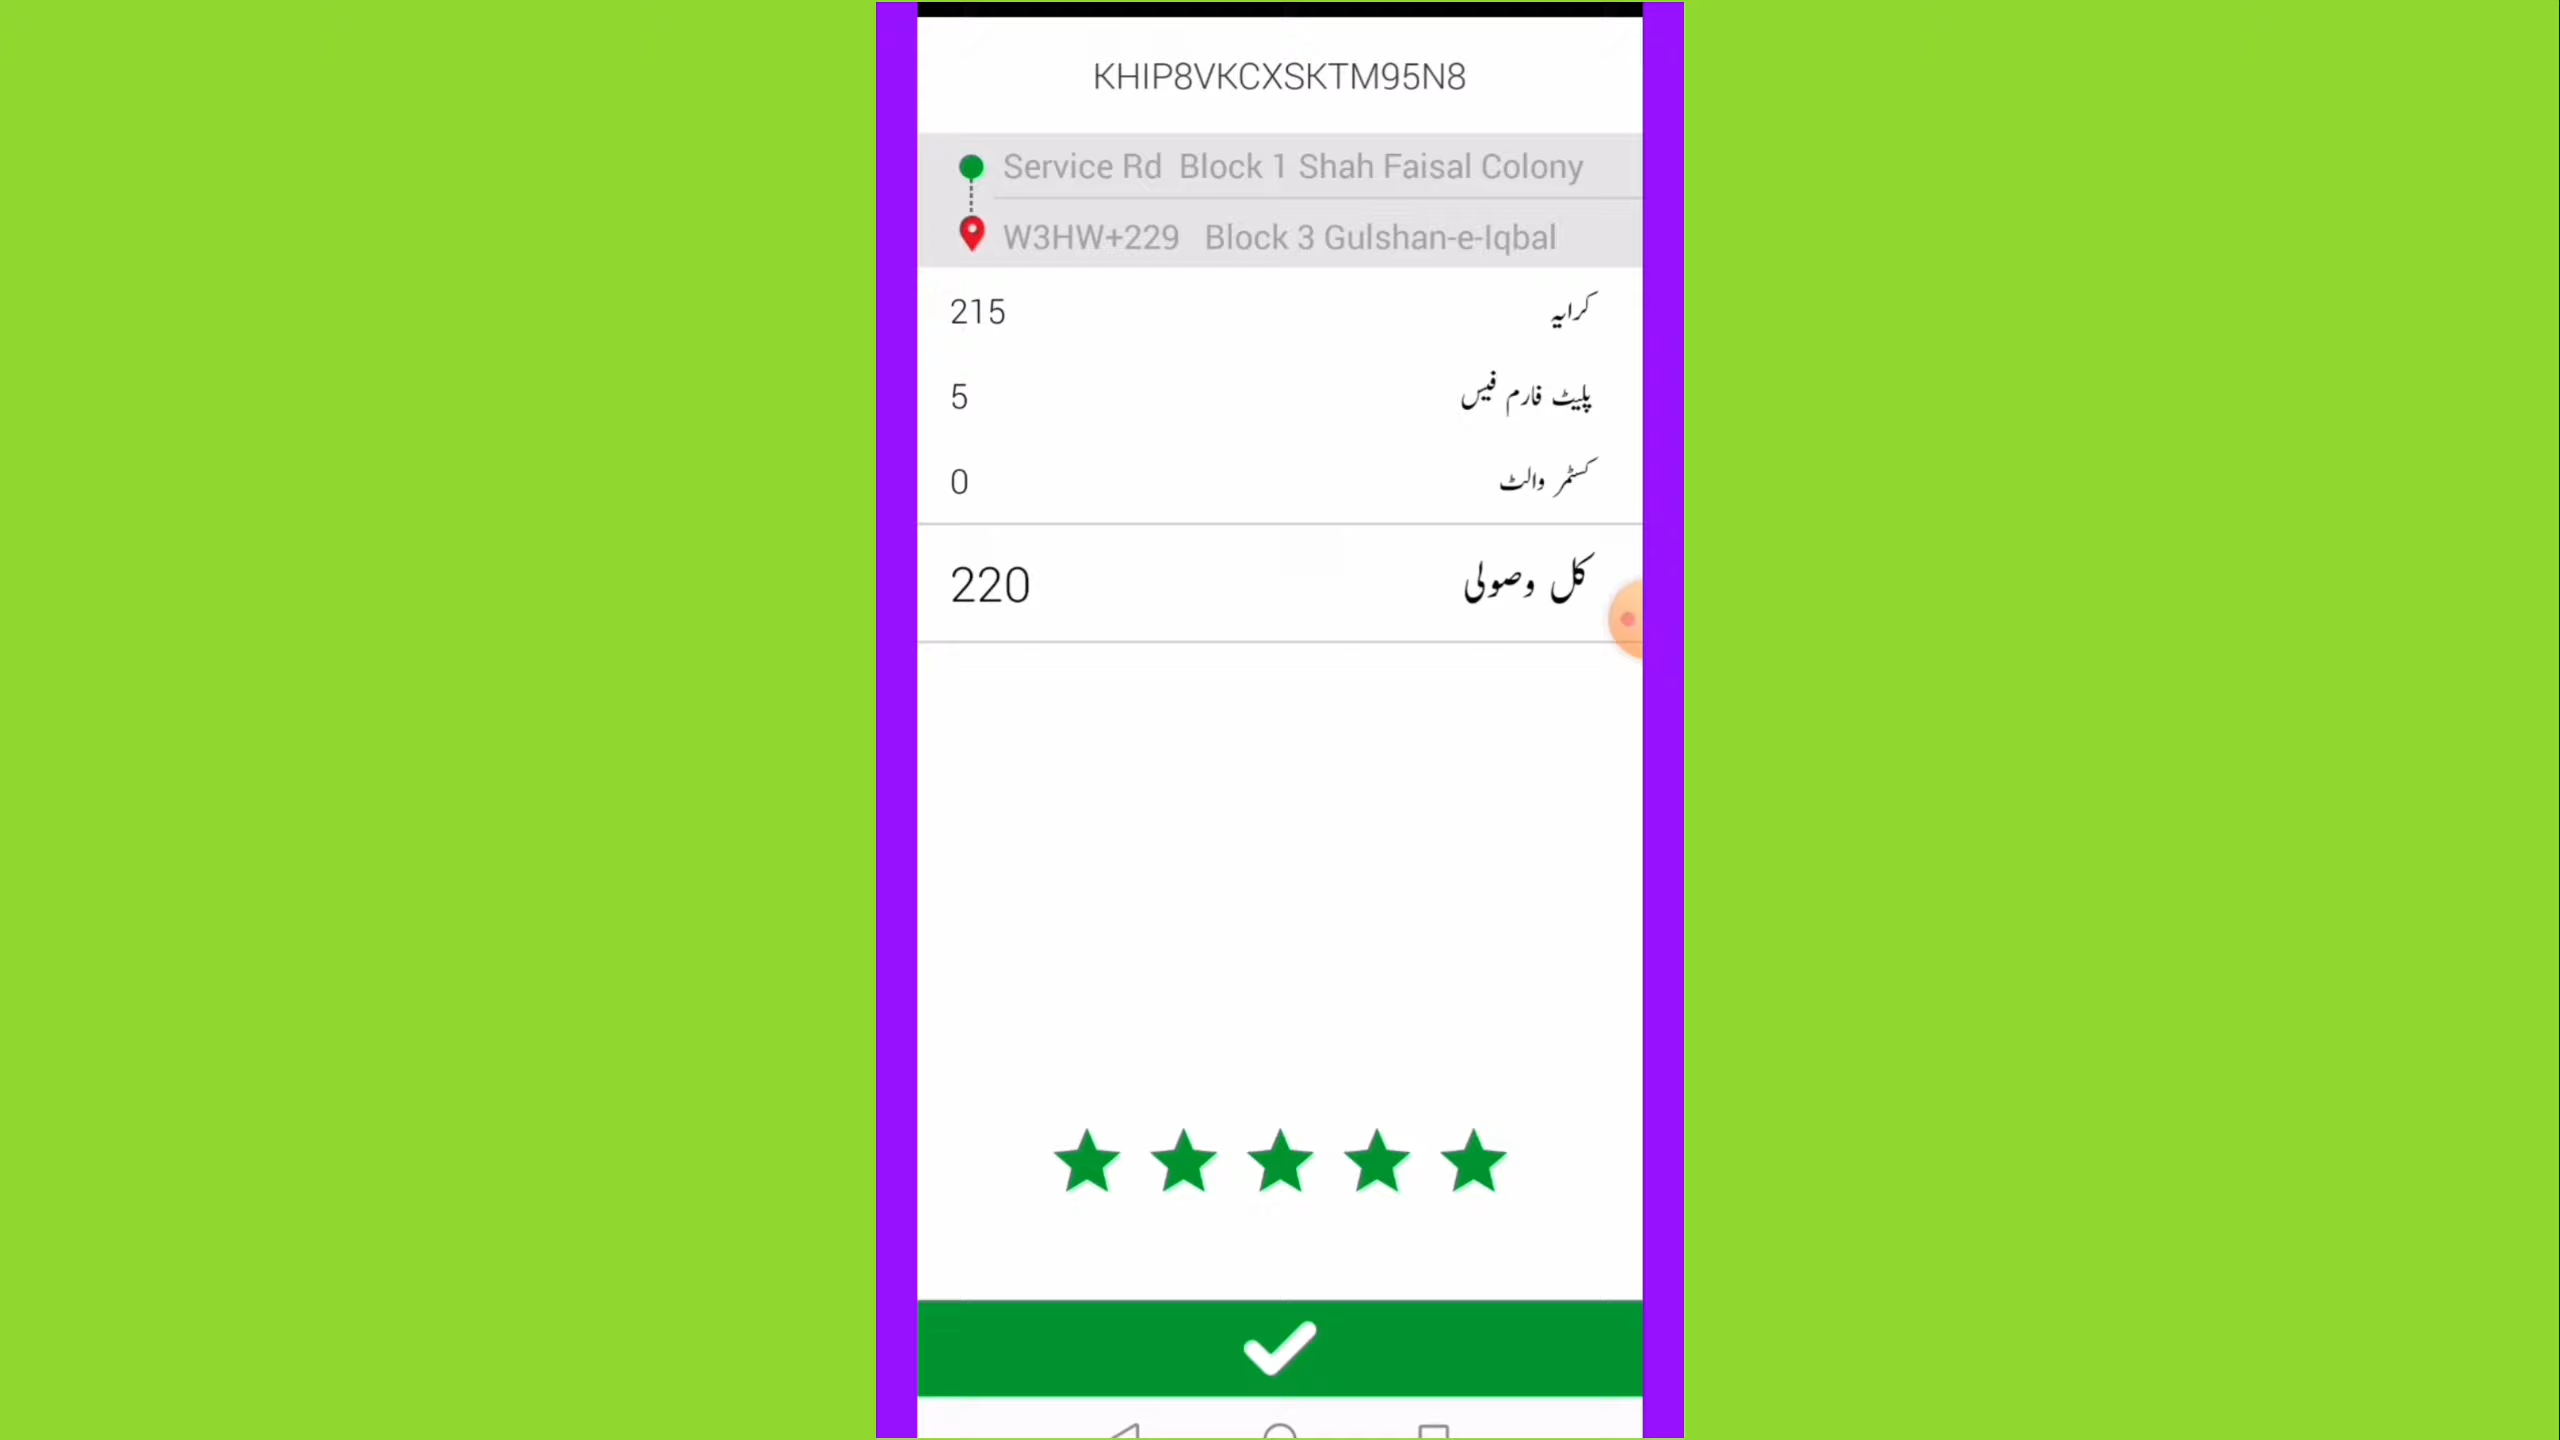 KHIP8VKCXSKTM95N8
Service Rd Block 1 Shah Faisal Colony
W3HW+229 Block 3 Gulshan-e-Iqbal
کرایہ 215
پلیٹ فارم فیس 5
کسٹمر والٹ 0
کل وصولی 220